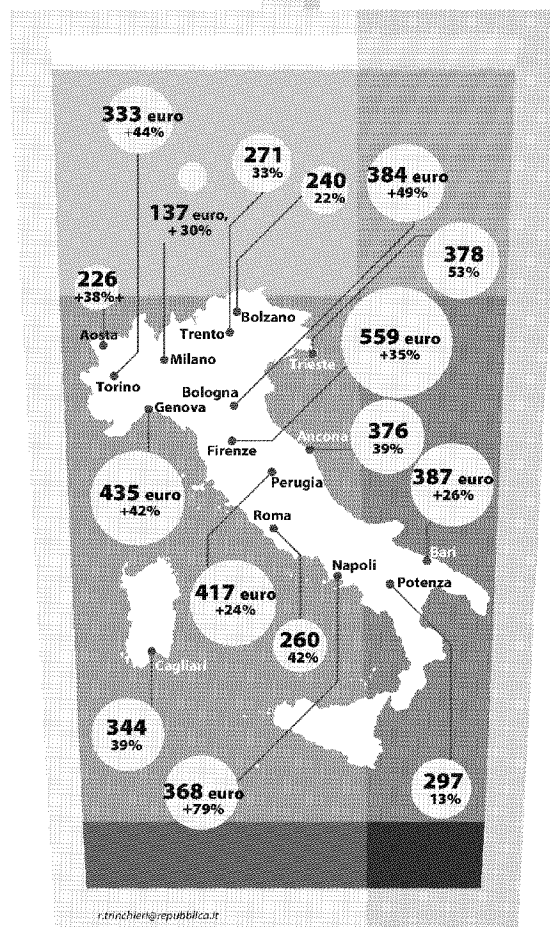 333 euro
+44%
271
33%
240
22%
384 euro
+49%
137 euro,
+ 30%
378
53%
226
+38%+
Bolzano
Aosta
Trento
559 euro
+35%
Milano
Trieste
Torino
Bologna
Genova
Ancona
376
39%
Firenze
387 euro
+26%
Perugia
435 euro
+42%
Roma
Bari
Napoli
Potenza
417 euro
+24%
260
42%
Cagliari
344
39%
368 euro
+79%
297
13%
r.trinchieri@repubblica.it